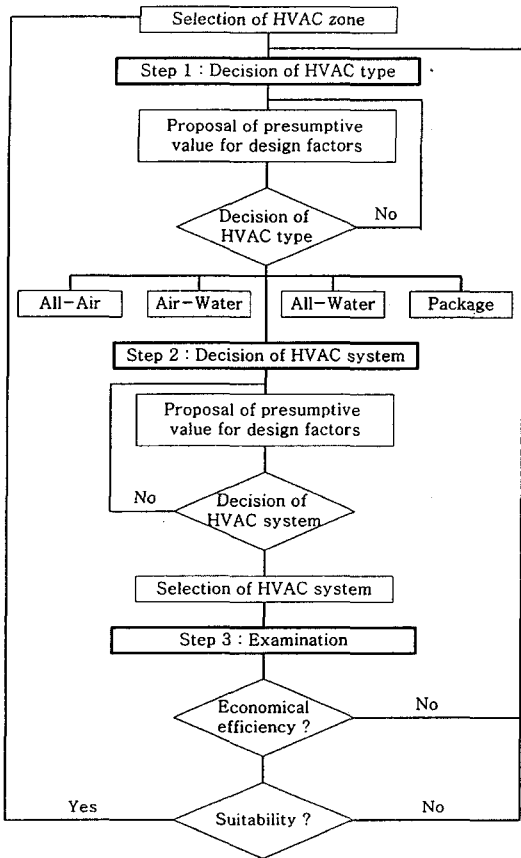 Selection of HVAC zone
Step 1 : Decision of HVAC type
Proposal of presumptive
value for design factors
Decision of
HVAC type
No
All-Air
Air-Water
All-Water
Package
Step 2 : Decision of HVAC system
Proposal of presumptive
value for design factors
No
Decision of
HVAC system
Selection of HVAC system
Step 3 : Examination
Economical
efficiency ?
No
Yes
Suitability ?
No